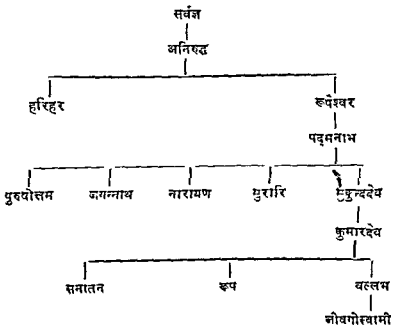 सर्वज्ञ
अनिरुद्ध
हरिहर रूपेश्वर
पद्मनाभ
पुरुषोत्तम जगन्नाथ नारायण मुरारि मुकुन्ददेव
कुमारदेव
सनातन रूप वल्लभ
जीवगोस्वामी